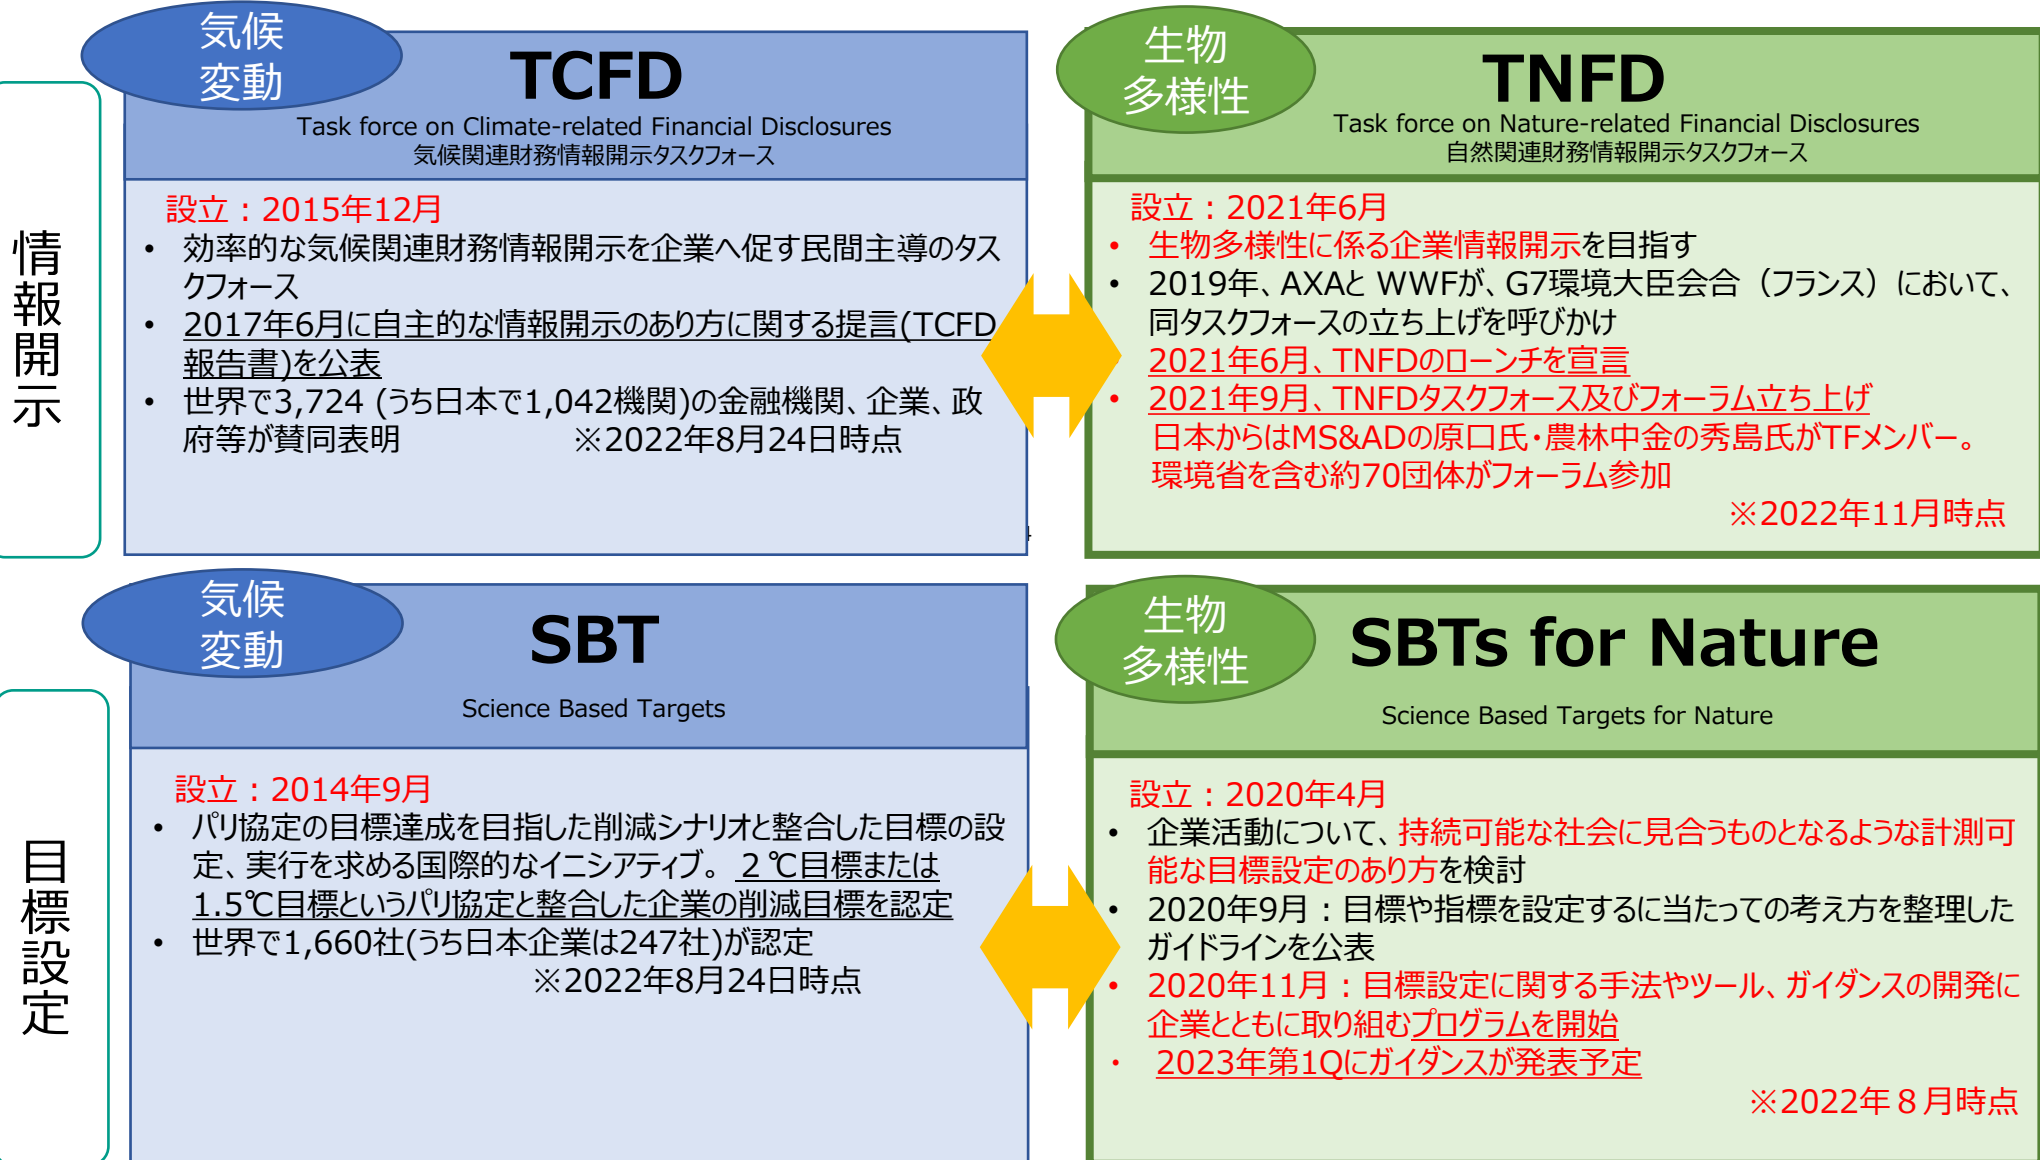 情報開示
気候
変動
TCFD
Task force on Climate-related Financial Disclosures
気候関連財務情報開示タスクフォース
設立：2015年12月
• 効率的な気候関連財務情報開示を企業へ促す民間主導のタス
クフォース
• 2017年6月に自主的な情報開示のあり方に関する提言(TCFD
報告書)を公表
• 世界で3,724 (うち日本で1,042機関)の金融機関、企業、政
府等が賛同表明 ※2022年8月24日時点
生物
多様性
TNFD
Task force on Nature-related Financial Disclosures
自然関連財務情報開示タスクフォース
設立：2021年6月
• 生物多様性に係る企業情報開示を目指す
• 2019年、AXAと WWFが、G7環境大臣会合（フランス）において、
同タスクフォースの立ち上げを呼びかけ
2021年6月、TNFDのローンチを宣言
• 2021年9月、TNFDタスクフォース及びフォーラム立ち上げ
日本からはMS&ADの原口氏・農林中金の秀島氏がTFメンバー。
環境省を含む約70団体がフォーラム参加
※2022年11月時点
目標設定
気候
変動
SBT
Science Based Targets
設立：2014年9月
• パリ協定の目標達成を目指した削減シナリオと整合した目標の設
定、実行を求める国際的なイニシアティブ。２℃目標または
1.5℃目標というパリ協定と整合した企業の削減目標を認定
• 世界で1,660社(うち日本企業は247社)が認定
※2022年8月24日時点
生物
多様性
SBTs for Nature
Science Based Targets for Nature
設立：2020年4月
• 企業活動について、持続可能な社会に見合うものとなるような計測可
能な目標設定のあり方を検討
• 2020年9月：目標や指標を設定するに当たっての考え方を整理した
ガイドラインを公表
• 2020年11月：目標設定に関する手法やツール、ガイダンスの開発に
企業とともに取り組むプログラムを開始
・ 2023年第1Qにガイダンスが発表予定
※2022年８月時点